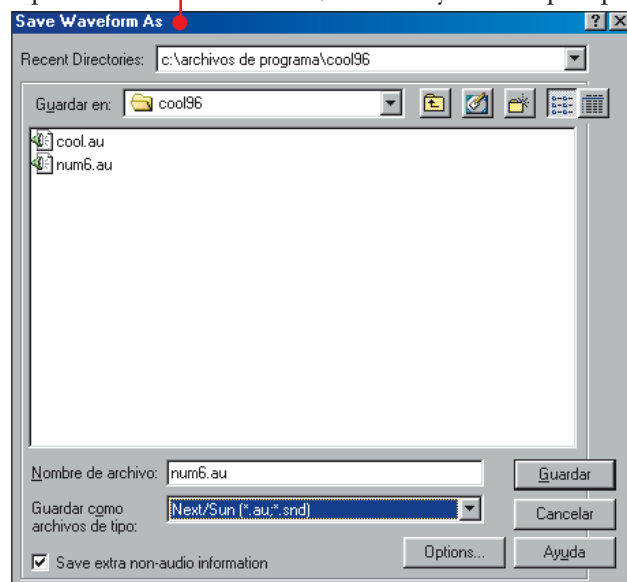 Save Waveform As
Recent Directories: c:\archivos de programa\cool96
Guardar en: cool96
cool.au
num6.au
Nombre de archivo: num6.au
Guardar
Guardar como archivos de tipo: Next/Sun (*.au;*.snd)
Cancelar
Save extra non-audio information
Options...
Ayuda